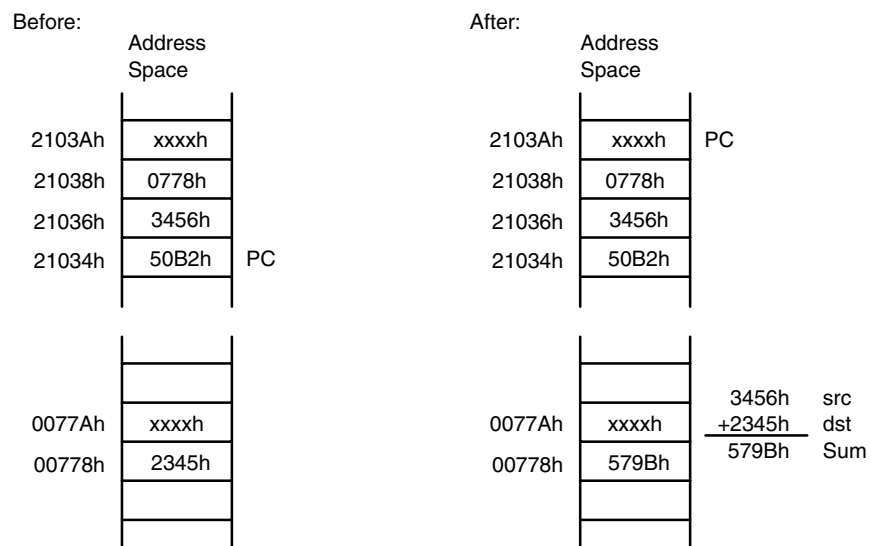 Before:
Address
Space
2103Ah xxxxh
21038h 0778h
21036h 3456h
21034h 50B2h PC
0077Ah xxxxh
00778h 2345h
After:
Address
Space
2103Ah xxxxh PC
21038h 0778h
21036h 3456h
21034h 50B2h
3456h src
0077Ah xxxxh +2345h dst
00778h 579Bh 579Bh Sum